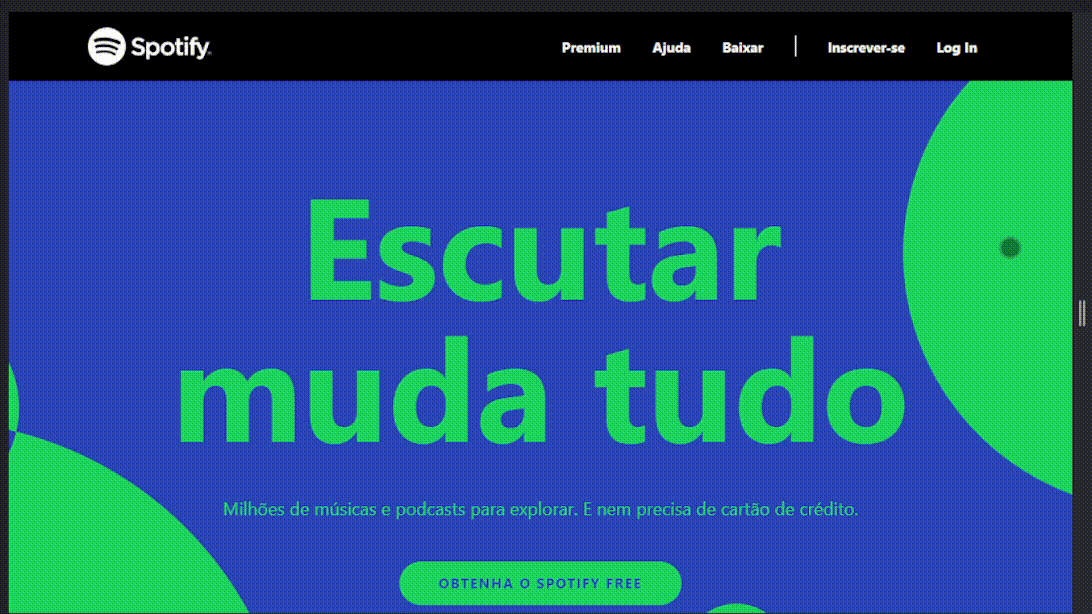 Spotify
Premium Ajuda Baixar Inscrever-se Log In
Escutar
muda tudo
Milhões de músicas e podcasts para explorar. E nem precisa de cartão de crédito.
OBTENHA O SPOTIFY FREE